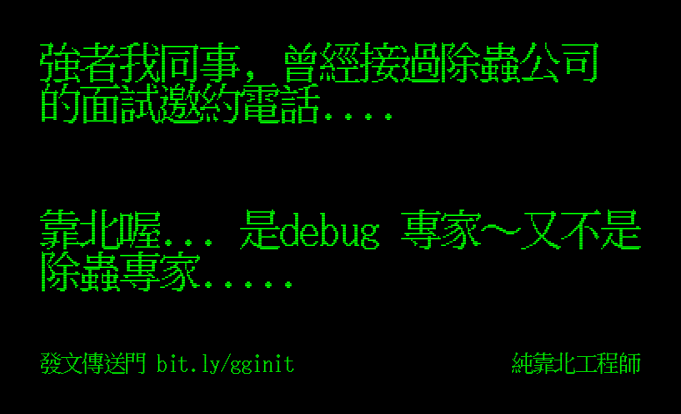 強者我同事, 曾經接過除蟲公司
的面試邀約電話....
靠北喔... 是debug 專家～又不是
除蟲專家.....
發文傳送門 bit.ly/gginit
純靠北工程師